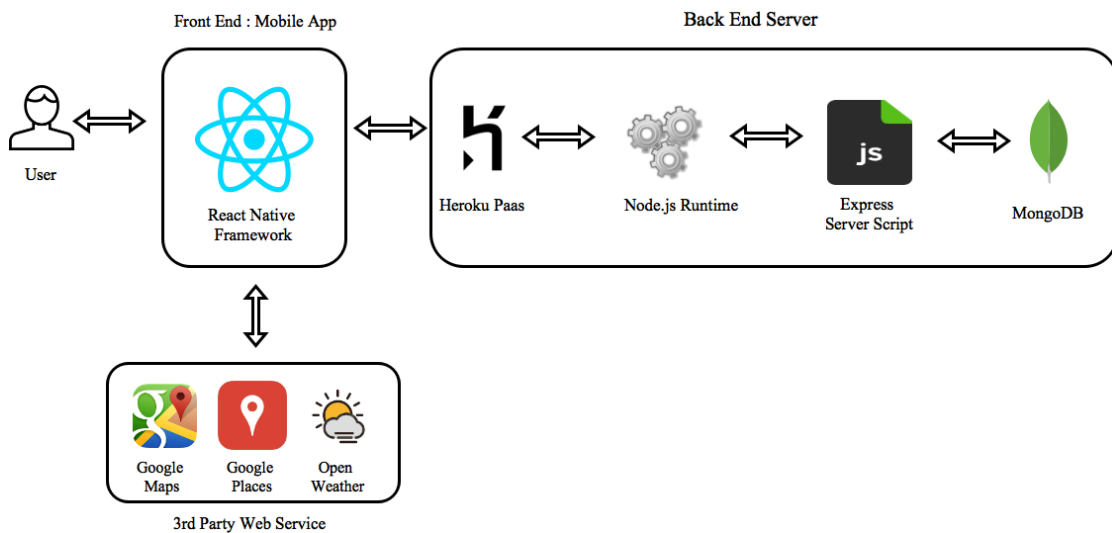 Front End : Mobile App
Back End Server
User
React Native
Framework
Heroku Paas
Node.js Runtime
js
Express
Server Script
MongoDB
Google
Maps
Google
Places
Open
Weather
3rd Party Web Service